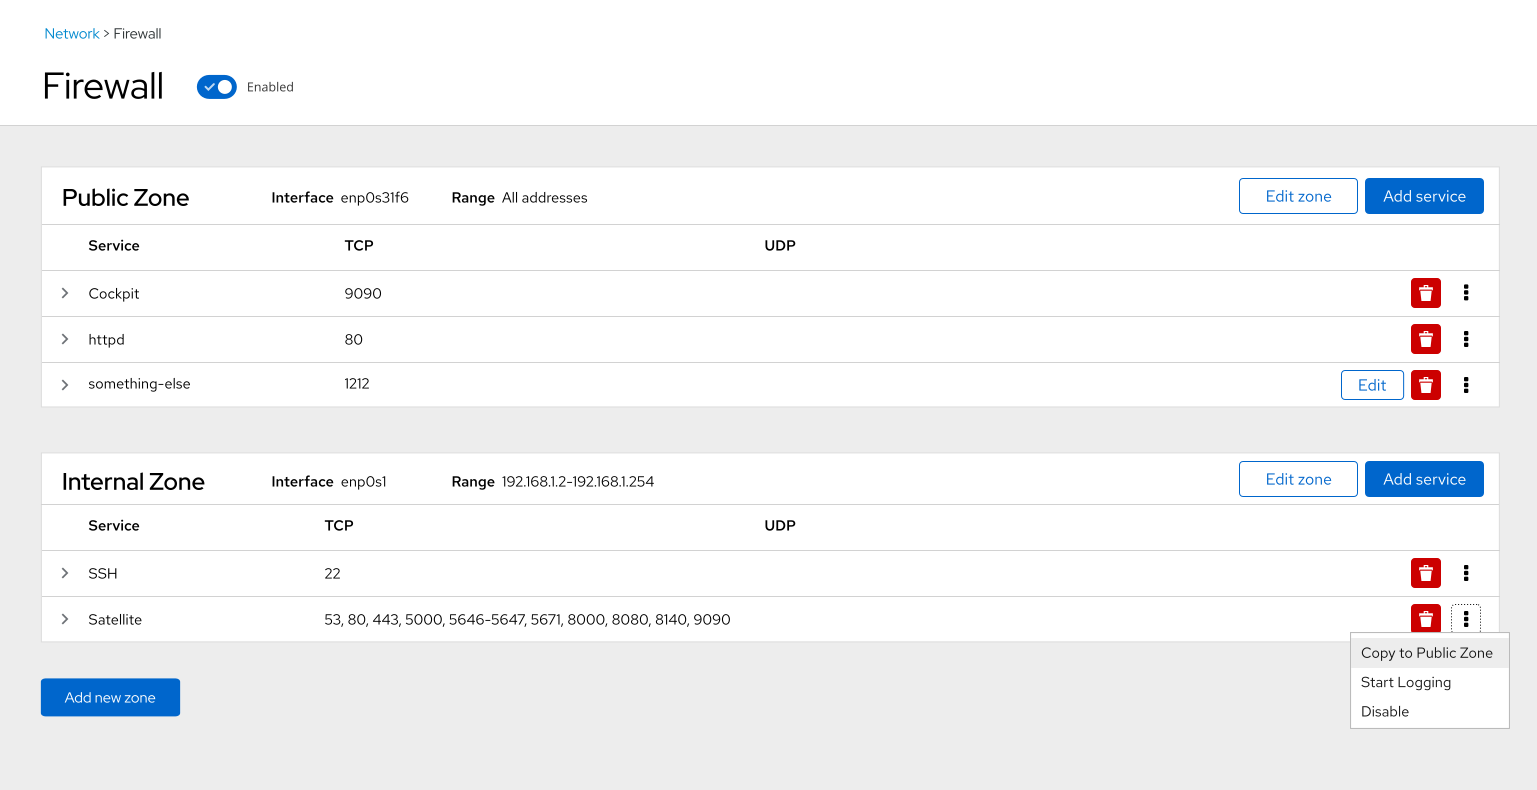 Network > Firewall
Firewall Enabled
Public Zone Interface enp0s31f6 Range All addresses Edit zone Add service
Service TCP UDP
Cockpit 9090
httpd 80
something-else 1212 Edit
Internal Zone Interface enp0s1 Range 192.168.1.2-192.168.1.254 Edit zone Add service
Service TCP UDP
SSH 22
Satellite 53, 80, 443, 5000, 5646-5647, 5671, 8000, 8080, 8140, 9090
Copy to Public Zone
Start Logging
Disable
Add new zone